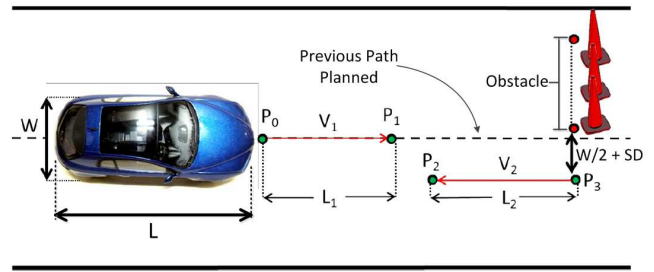 Previous Path
Planned
Obstacle
W
P0
V1
P1
W/2 + SD
P2
V2
P3
L1
L2
L